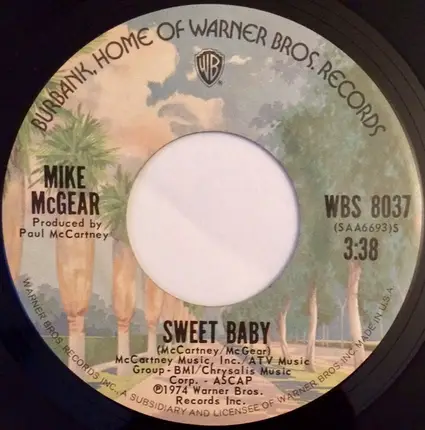 BURBANK, HOME OF WARNER BROS. RECORDS
WB
MIKE
McGEAR
Produced by
Paul McCartney
WBS 8037
(SAA6693)S
3:38
SWEET BABY
(McCartney/McGear)
McCartney Music, Inc./ATV Music
Group - BMI/Chrysalis Music
Corp. - ASCAP
℗1974 Warner Bros.
Records Inc.
WARNER BROS. RECORDS INC., A SUBSIDIARY AND LICENSEE OF WARNER BROS. INC. MADE IN U.S.A.